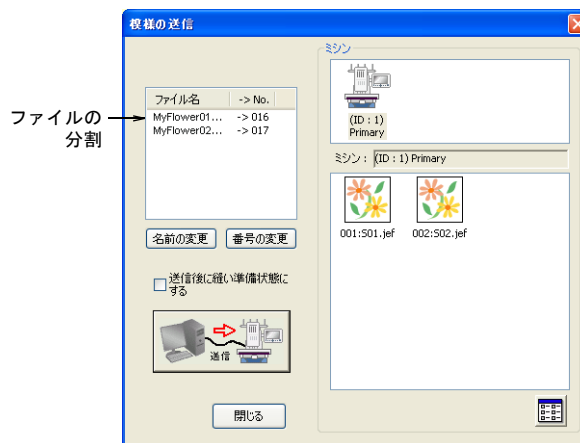 模様の送信
ミシン
ファイル名 -> No.
MyFlower01... -> 016
MyFlower02... -> 017
ファイルの
分割
(ID : 1)
Primary
ミシン : (ID : 1) Primary
001:S01.jef 002:S02.jef
名前の変更 番号の変更
送信後に縫い準備状態に
する
送信
閉じる